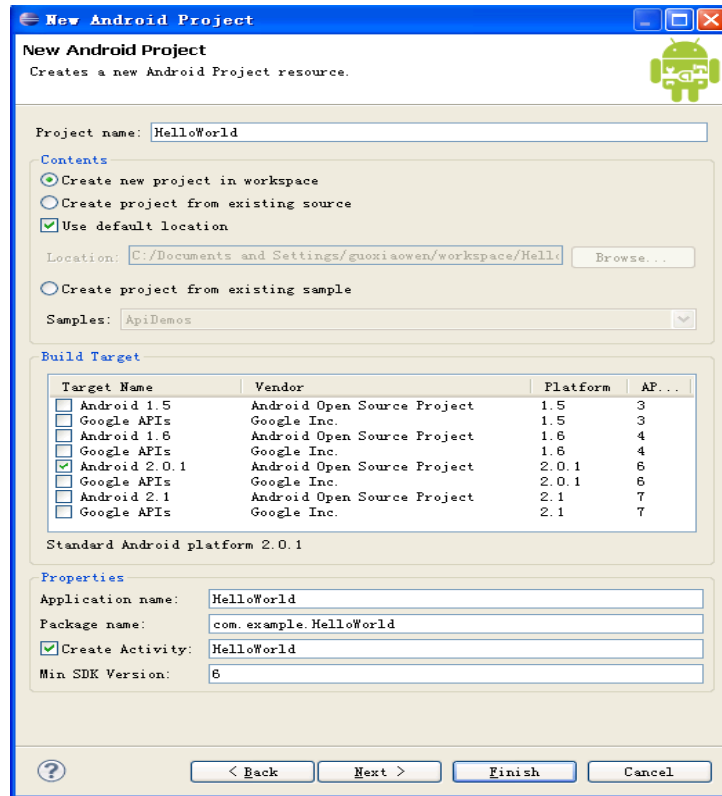 New Android Project
New Android Project
Creates a new Android Project resource.
Project name: HelloWorld
Contents
Create new project in workspace
Create project from existing source
Use default location
Location: C:/Documents and Settings/guoxiaowen/workspace/Hell Browse...
Create project from existing sample
Samples: ApiDemos
Build Target
Target Name Vendor Platform AP...
Android 1.5 Android Open Source Project 1.5 3
Google APIs Google Inc. 1.5 3
Android 1.6 Android Open Source Project 1.6 4
Google APIs Google Inc. 1.6 4
Android 2.0.1 Android Open Source Project 2.0.1 6
Google APIs Google Inc. 2.0.1 6
Android 2.1 Android Open Source Project 2.1 7
Google APIs Google Inc. 2.1 7
Standard Android platform 2.0.1
Properties
Application name: HelloWorld
Package name: com.example.HelloWorld
Create Activity: HelloWorld
Min SDK Version: 6
? < Back Next > Finish Cancel